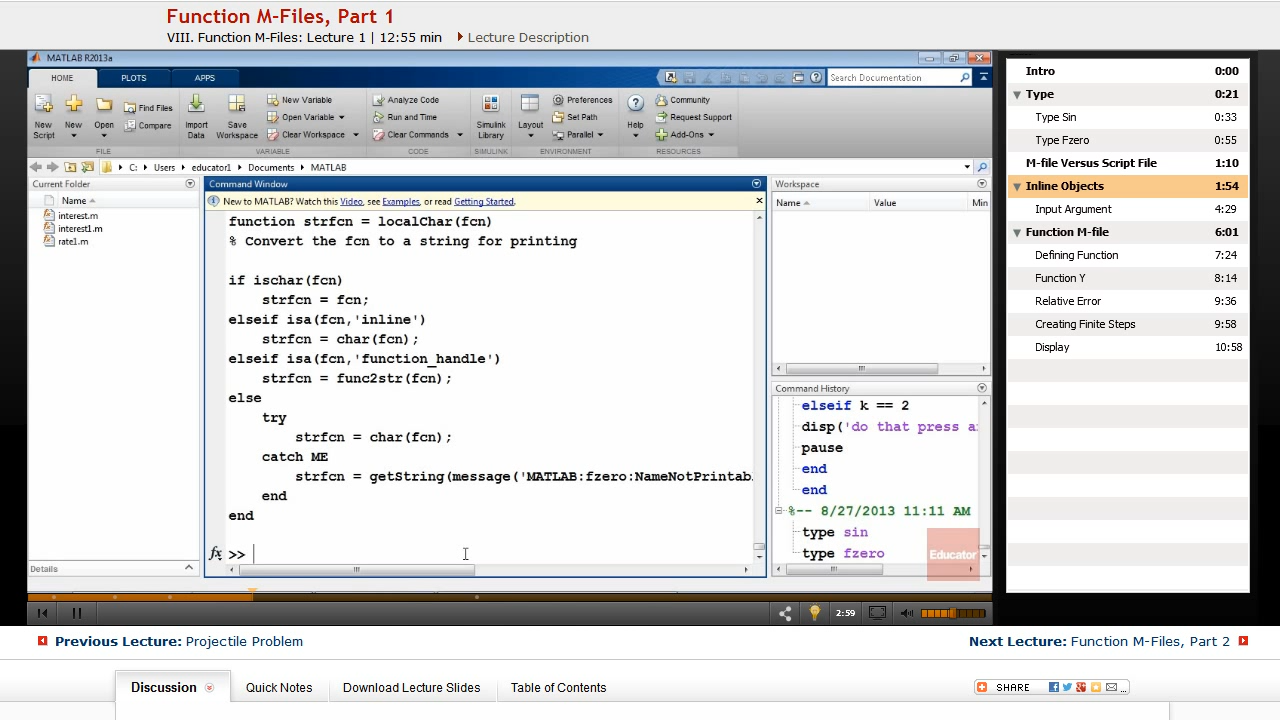 Function M-Files, Part 1
VIII. Function M-Files: Lecture 1 | 12:55 min Lecture Description
MATLAB R2013a
HOME PLOTS APPS
Search Documentation
New Script
New
Open
Find Files
Compare
FILE
Import Data
Save Workspace
New Variable
Open Variable
Clear Workspace
VARIABLE
Analyze Code
Run and Time
Clear Commands
CODE
Simulink Library
SIMULINK
Layout
Preferences
Set Path
Parallel
ENVIRONMENT
Help
Community
Request Support
Add-Ons
RESOURCES
C: Users educator1 Documents MATLAB
Current Folder
Name
interest.m
interest1.m
rate1.m
Details
Command Window
New to MATLAB? Watch this Video, see Examples, or read Getting Started.
function strfcn = localChar(fcn)
% Convert the fcn to a string for printing
if ischar(fcn)
strfcn = fcn;
elseif isa(fcn,'inline')
strfcn = char(fcn);
elseif isa(fcn,'function_handle')
strfcn = func2str(fcn);
else
try
strfcn = char(fcn);
catch ME
strfcn = getString(message('MATLAB:fzero:NameNotPrintab
end
end
fx >>
Workspace
Name Value Min
Command History
elseif k == 2
disp('do that press a
pause
end
end
%-- 8/27/2013 11:11 AM
type sin
type fzero
Educator
2:59
Intro 0:00
Type 0:21
Type Sin 0:33
Type Fzero 0:55
M-file Versus Script File 1:10
Inline Objects 1:54
Input Argument 4:29
Function M-file 6:01
Defining Function 7:24
Function Y 8:14
Relative Error 9:36
Creating Finite Steps 9:58
Display 10:58
Previous Lecture: Projectile Problem
Next Lecture: Function M-Files, Part 2
Discussion Quick Notes Download Lecture Slides Table of Contents
SHARE